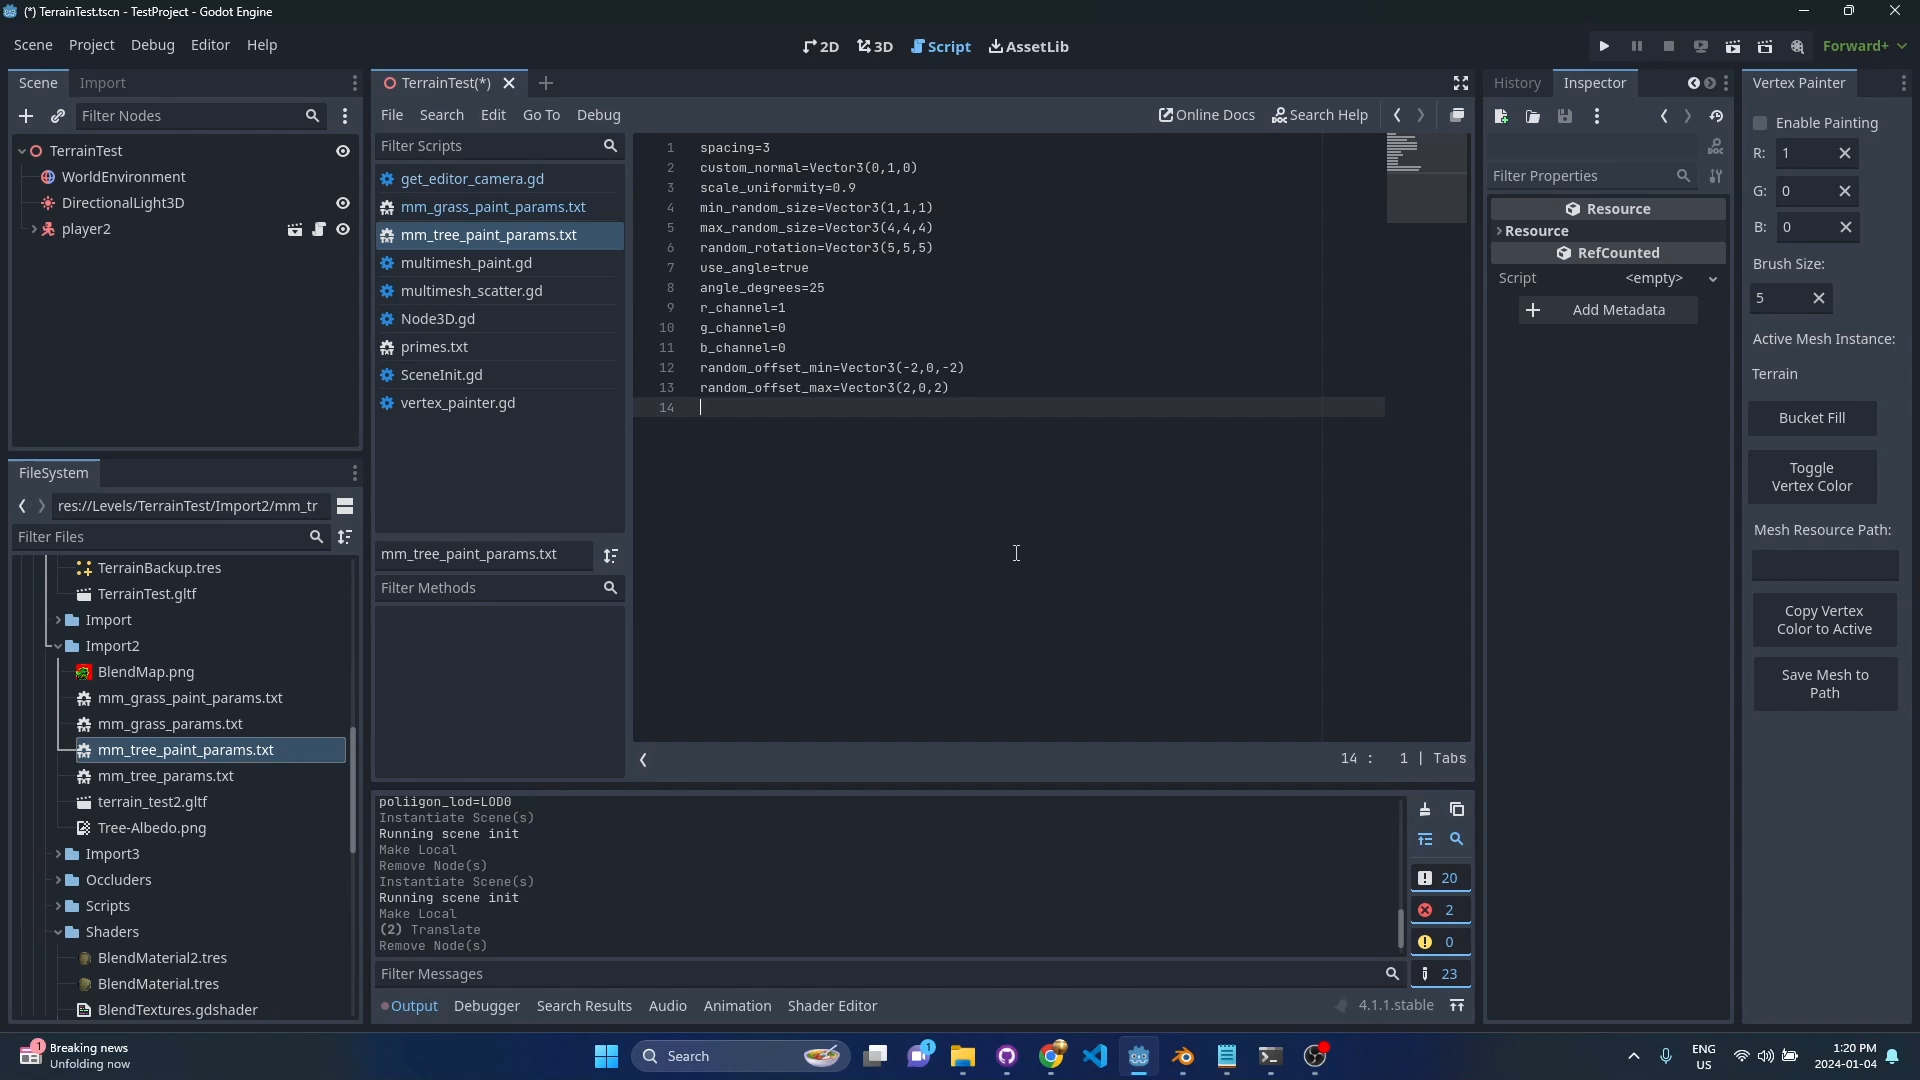 (*) TerrainTest.tscn - TestProject - Godot Engine
Scene Project Debug Editor Help
2D 3D Script AssetLib
Forward+
Scene Import
Filter Nodes
TerrainTest
WorldEnvironment
DirectionalLight3D
player2
FileSystem
res://Levels/TerrainTest/Import2/mm_tr
Filter Files
TerrainBackup.tres
TerrainTest.gltf
Import
Import2
BlendMap.png
mm_grass_paint_params.txt
mm_grass_params.txt
mm_tree_paint_params.txt
mm_tree_params.txt
terrain_test2.gltf
Tree-Albedo.png
Import3
Occluders
Scripts
Shaders
BlendMaterial2.tres
BlendMaterial.tres
BlendTextures.gdshader
TerrainTest(*)
File Search Edit Go To Debug
Online Docs Search Help
Filter Scripts
get_editor_camera.gd
mm_grass_paint_params.txt
mm_tree_paint_params.txt
multimesh_paint.gd
multimesh_scatter.gd
Node3D.gd
primes.txt
SceneInit.gd
vertex_painter.gd
mm_tree_paint_params.txt
Filter Methods
1 spacing=3
2 custom_normal=Vector3(0,1,0)
3 scale_uniformity=0.9
4 min_random_size=Vector3(1,1,1)
5 max_random_size=Vector3(4,4,4)
6 random_rotation=Vector3(5,5,5)
7 use_angle=true
8 angle_degrees=25
9 r_channel=1
10 g_channel=0
11 b_channel=0
12 random_offset_min=Vector3(-2,0,-2)
13 random_offset_max=Vector3(2,0,2)
14
14 : 1 | Tabs
poliigon_lod=LOD0
Instantiate Scene(s)
Running scene init
Make Local
Remove Node(s)
Instantiate Scene(s)
Running scene init
Make Local
(2) Translate
Remove Node(s)
20
2
0
23
Filter Messages
Output Debugger Search Results Audio Animation Shader Editor
4.1.1.stable
History Inspector
DOC
Filter Properties
Resource
Resource
RefCounted
Script <empty>
Add Metadata
Vertex Painter
Enable Painting
R: 1
G: 0
B: 0
Brush Size:
5
Active Mesh Instance:
Terrain
Bucket Fill
Toggle
Vertex Color
Mesh Resource Path:
Copy Vertex
Color to Active
Save Mesh to
Path
1
Breaking news
Unfolding now
Search
1
ENG
US
1:20 PM
2024-01-04